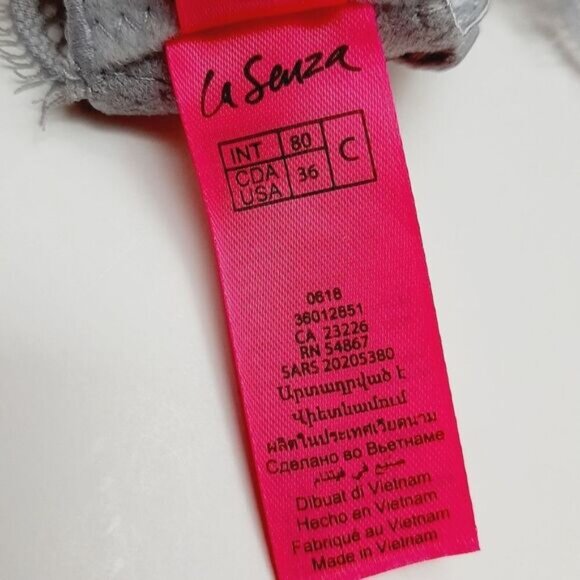 La Senza
INT 80 C
CDA USA 36
0618
36012851
CA 23226
RN 54867
SARS 20205380
Արտադրված է
Վիետնամում
ผลิตในประเทศเวียดนาม
Сделано во Вьетнаме
صنع في فيتنام
Dibuat di Vietnam
Hecho en Vietnam
Fabriqué au Vietnam
Made in Vietnam